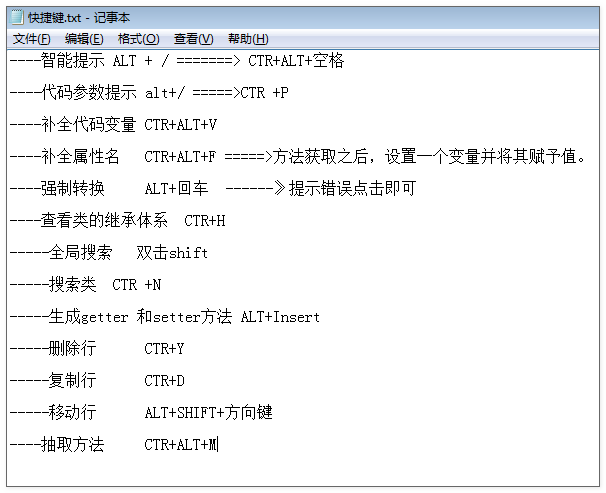 快捷键.txt - 记事本
文件(F) 编辑(E) 格式(O) 查看(V) 帮助(H)
----智能提示 ALT + / =======> CTR+ALT+空格
----代码参数提示 alt+/ =====>CTR +P
----补全代码变量 CTR+ALT+V
----补全属性名 CTR+ALT+F =====>方法获取之后，设置一个变量并将其赋予值。
----强制转换 ALT+回车 ------》提示错误点击即可
----查看类的继承体系 CTR+H
-----全局搜索 双击shift
-----搜索类 CTR +N
-----生成getter 和setter方法 ALT+Insert
-----删除行 CTR+Y
-----复制行 CTR+D
-----移动行 ALT+SHIFT+方向键
----抽取方法 CTR+ALT+M